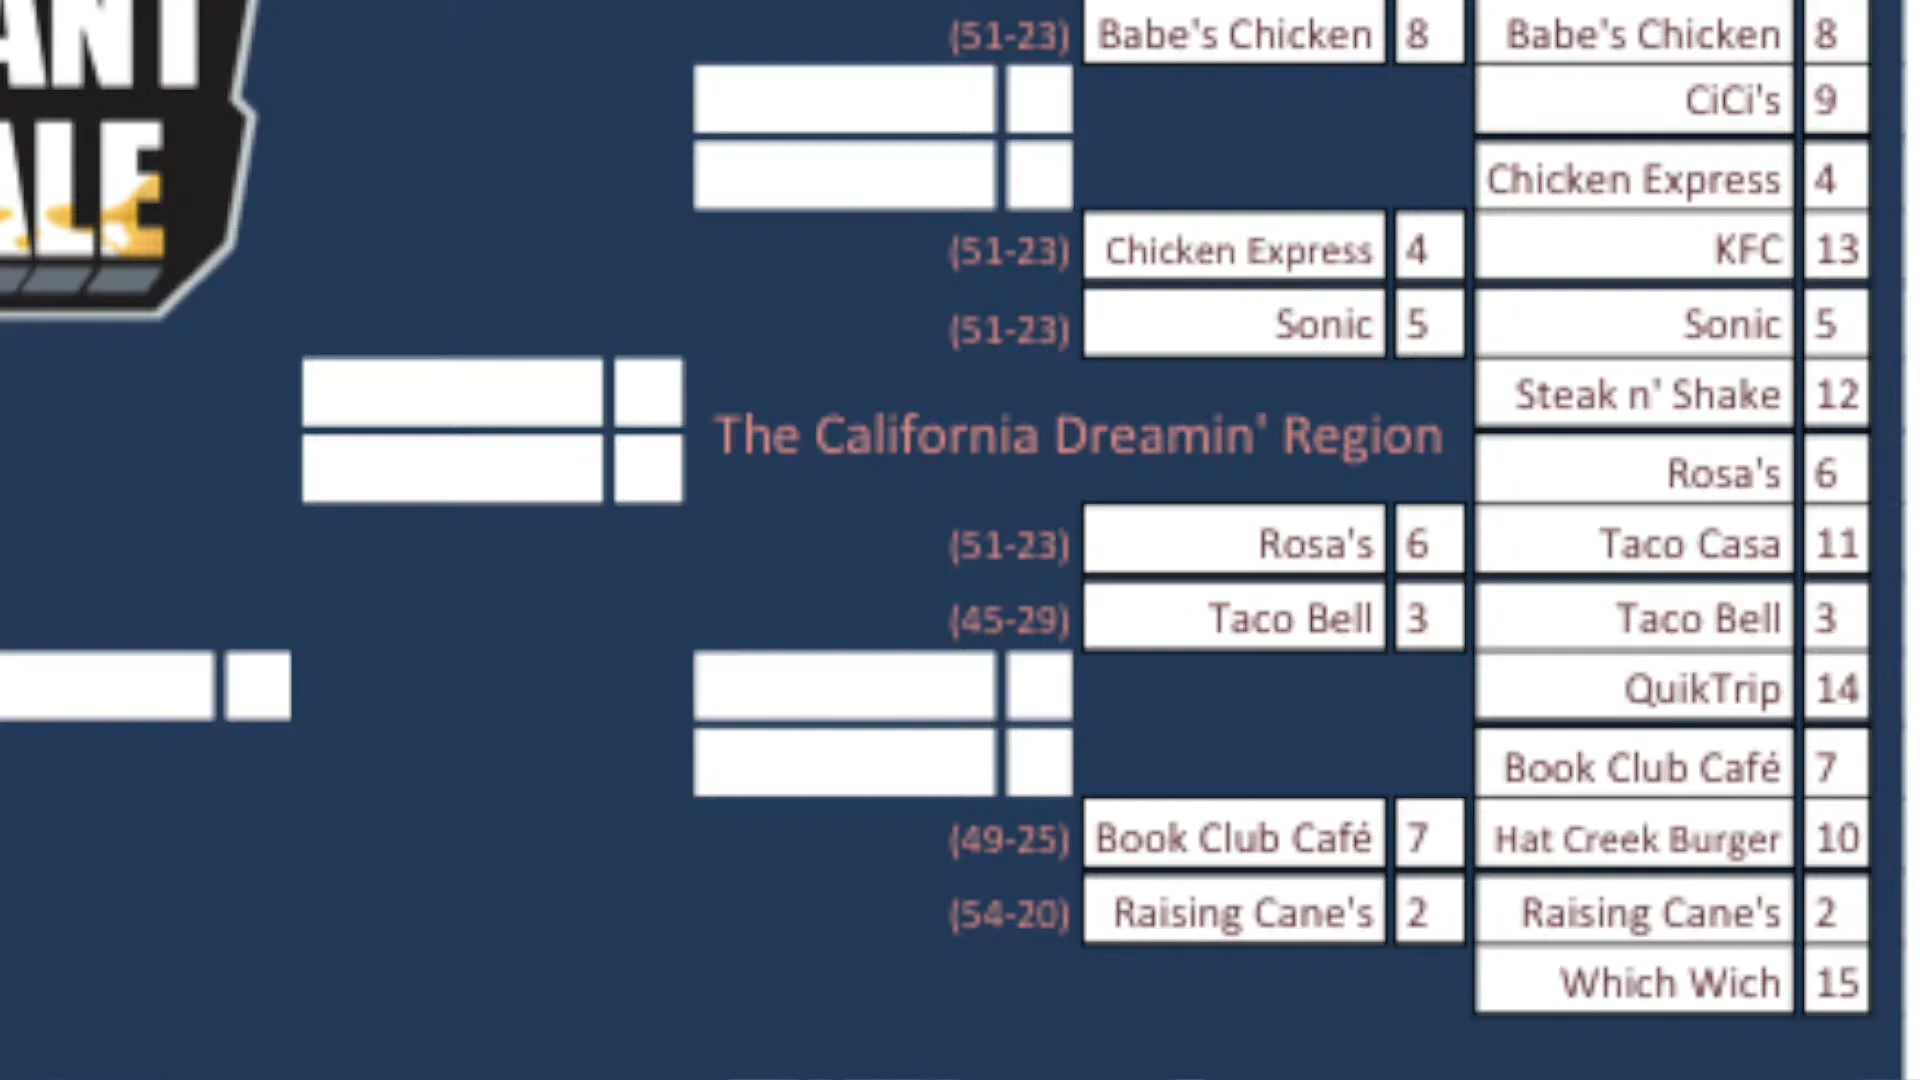 ANT
ALE
(51-23) Babe's Chicken 8 Babe's Chicken 8
CiCi's 9
Chicken Express 4
(51-23) Chicken Express 4 KFC 13
(51-23) Sonic 5 Sonic 5
Steak n' Shake 12
The California Dreamin' Region
Rosa's 6
(51-23) Rosa's 6 Taco Casa 11
(45-29) Taco Bell 3 Taco Bell 3
QuikTrip 14
Book Club Café 7
(49-25) Book Club Café 7 Hat Creek Burger 10
(54-20) Raising Cane's 2 Raising Cane's 2
Which Wich 15